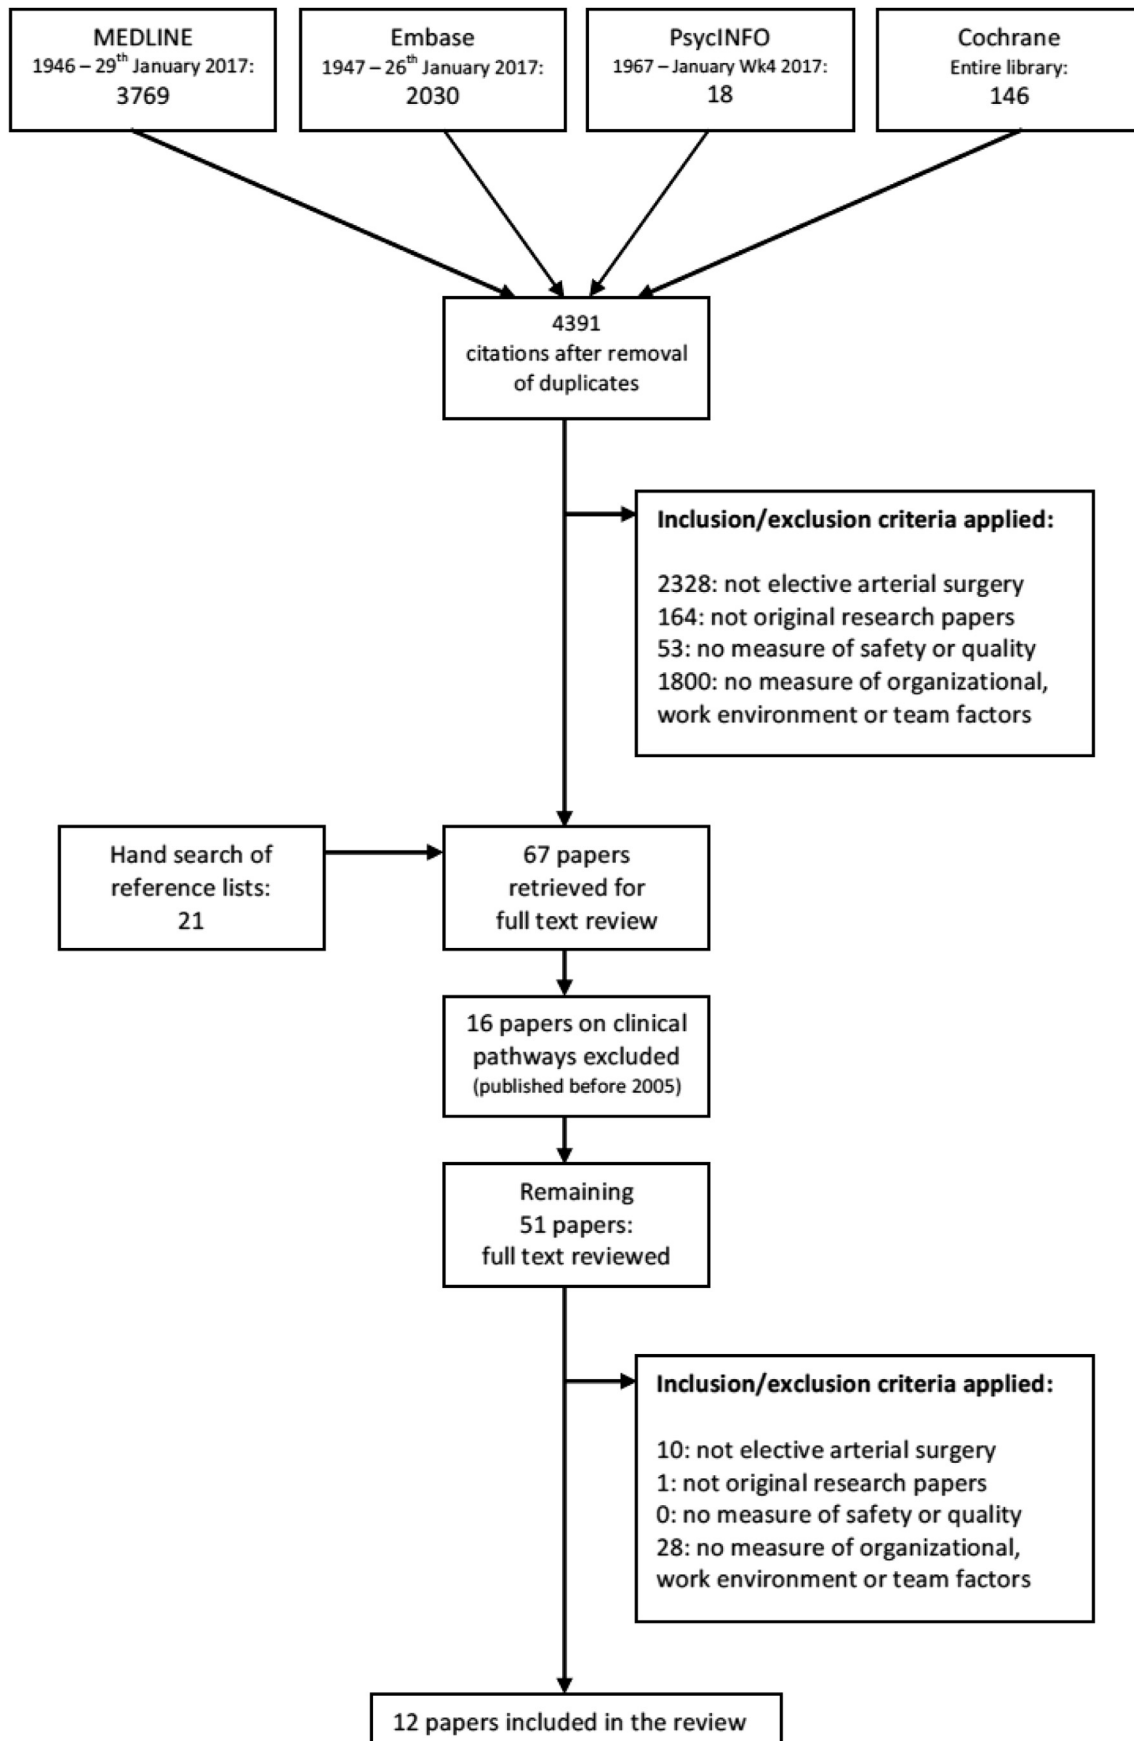 MEDLINE
1946 – 29th January 2017:
3769
Embase
1947 – 26th January 2017:
2030
PsycINFO
1967 – January Wk4 2017:
18
Cochrane
Entire library:
146
4391
citations after removal
of duplicates
Inclusion/exclusion criteria applied:
2328: not elective arterial surgery
164: not original research papers
53: no measure of safety or quality
1800: no measure of organizational,
work environment or team factors
Hand search of
reference lists:
21
67 papers
retrieved for
full text review
16 papers on clinical
pathways excluded
(published before 2005)
Remaining
51 papers:
full text reviewed
Inclusion/exclusion criteria applied:
10: not elective arterial surgery
1: not original research papers
0: no measure of safety or quality
28: no measure of organizational,
work environment or team factors
12 papers included in the review